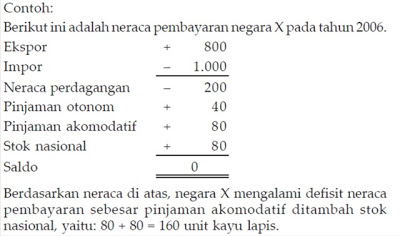 Contoh:
Berikut ini adalah neraca pembayaran negara X pada tahun 2006.
Ekspor + 800
Impor – 1.000
Neraca perdagangan – 200
Pinjaman otonom + 40
Pinjaman akomodatif + 80
Stok nasional + 80
Saldo 0
Berdasarkan neraca di atas, negara X mengalami defisit neraca
pembayaran sebesar pinjaman akomodatif ditambah stok
nasional, yaitu: 80 + 80 = 160 unit kayu lapis.